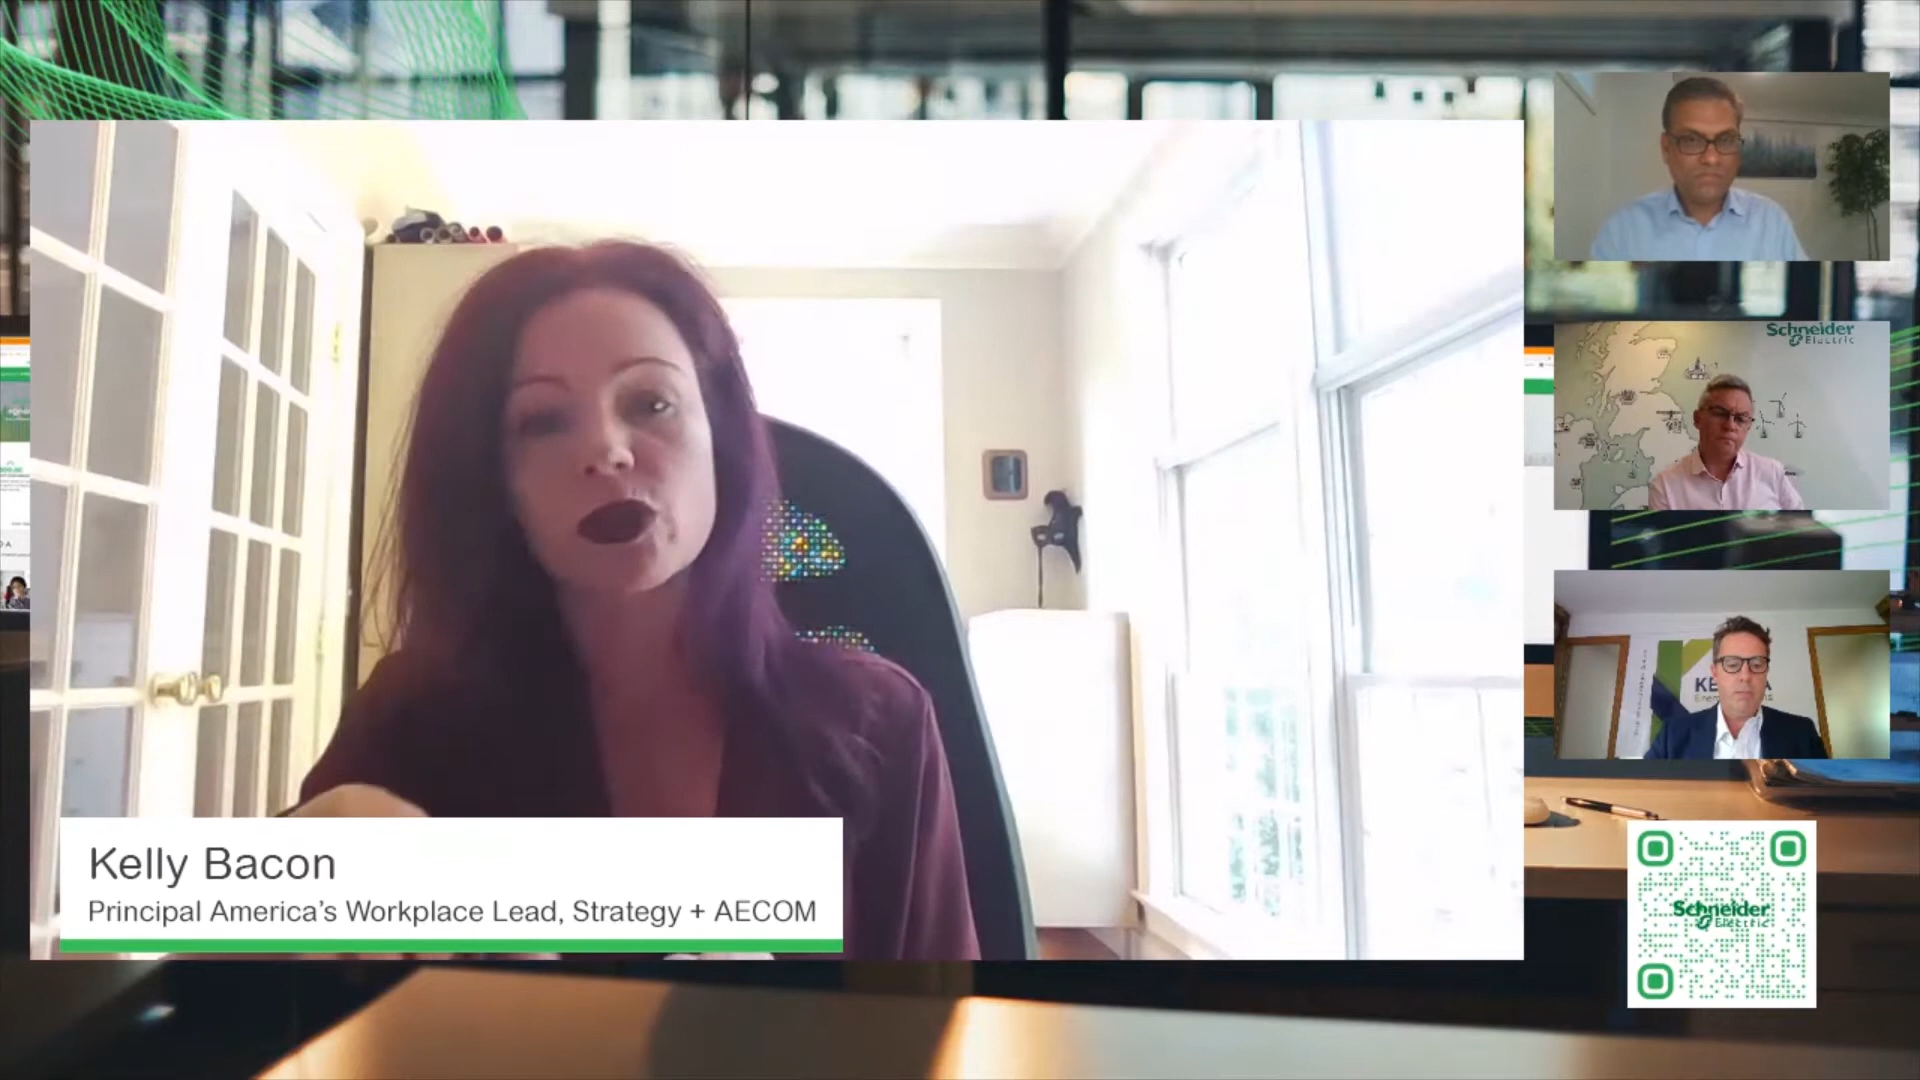 Schneider
Electric
Kelly Bacon
Principal America's Workplace Lead, Strategy + AECOM
Schneider
Electric